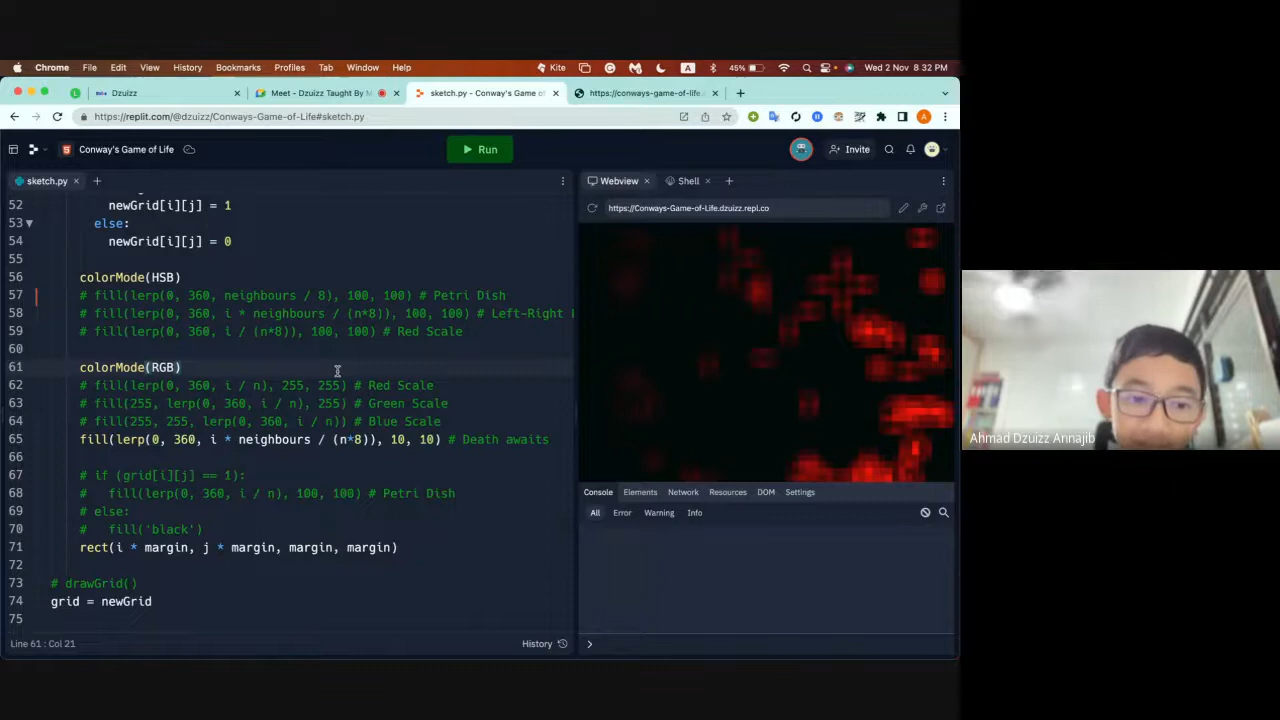 Chrome File Edit View History Bookmarks Profiles Tab Window Help Kite A 45% Wed 2 Nov 8:32 PM
Dzuizz Meet - Dzuizz Taught By M sketch.py - Conway's Game of https://conways-game-of-life.
https://replit.com/@dzuizz/Conways-Game-of-Life#sketch.py A
Conway's Game of Life Run Invite
sketch.py Webview Shell
https://Conways-Game-of-Life.dzuizz.repl.co
52 newGrid[i][j] = 1
53 else:
54 newGrid[i][j] = 0
55
56 colorMode(HSB)
57 # fill(lerp(0, 360, neighbours / 8), 100, 100) # Petri Dish
58 # fill(lerp(0, 360, i * neighbours / (n*8)), 100, 100) # Left-Right
59 # fill(lerp(0, 360, i / (n*8)), 100, 100) # Red Scale
60
61 colorMode(RGB)
62 # fill(lerp(0, 360, i / n), 255, 255) # Red Scale
63 # fill(255, lerp(0, 360, i / n), 255) # Green Scale
64 # fill(255, 255, lerp(0, 360, i / n)) # Blue Scale
65 fill(lerp(0, 360, i * neighbours / (n*8)), 10, 10) # Death awaits
66
67 # if (grid[i][j] == 1):
68 #   fill(lerp(0, 360, i / n), 100, 100) # Petri Dish
69 # else:
70 #   fill('black')
71 rect(i * margin, j * margin, margin, margin)
72
73 # drawGrid()
74 grid = newGrid
75
Line 61 : Col 21 History
Console Elements Network Resources DOM Settings
All Error Warning Info
Ahmad Dzuizz Annajib